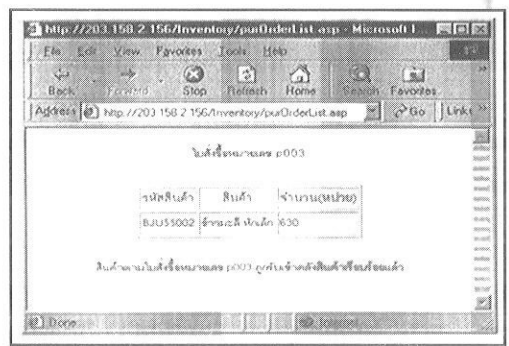 http://203.158.2.156/Inventory/purOrderList.asp - Microsoft I...
File Edit View Favorites Tools Help
Back Forward Stop Refresh Home Search Favorites
Address http://203.158.2.156/Inventory/purOrderList.asp Go Links
ใบสั่งซื้อหมายเลข p003
รหัสสินค้า สินค้า จำนวน(หน่วย)
BJU55002 630
สินค้าตามใบสั่งซื้อหมายเลข p003 ถูกรับเข้าคลังสินค้าเรียบร้อยแล้ว
Done Internet